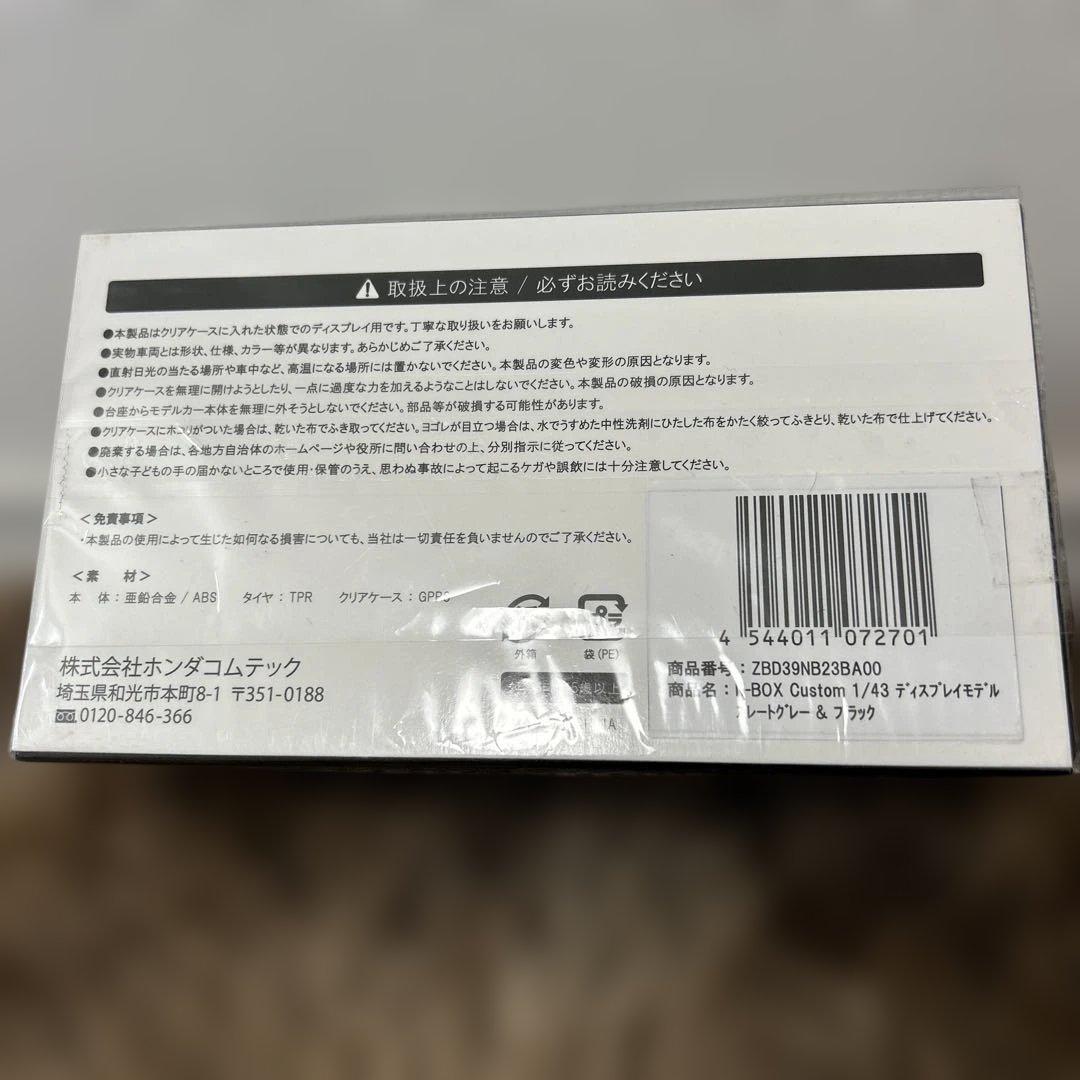 取扱上の注意 / 必ずお読みください
●本製品はクリアケースに入れた状態でのディスプレイ用です。丁寧な取り扱いをお願いします。
●実物車両とは形状、仕様、カラー等が異なります。あらかじめご了承ください。
●直射日光の当たる場所や車中など、高温になる場所には置かないでください。本製品の変色や変形の原因となります。
●クリアケースを無理に開けようとしたり、一点に過度な力を加えるようなことはしないでください。本製品の破損の原因となります。
●台座からモデルカー本体を無理に外そうとしないでください。部品等が破損する可能性があります。
●クリアケースにホコリがついた場合は、乾いた布でふき取ってください。ヨゴレが目立つ場合は、水でうすめた中性洗剤にひたした布をかたく絞ってふきとり、乾いた布で仕上げてください。
●廃棄する場合は、各地方自治体のホームページや役所に問い合わせの上、分別指示に従ってください。
●小さな子どもの手の届かないところで使用・保管のうえ、思わぬ事故によって起こるケガや誤飲には十分注意してください。
＜免責事項＞
・本製品の使用によって生じた如何なる損害についても、当社は一切責任を負いませんのでご了承ください。
＜素　材＞
本　体：亜鉛合金 / ABS　タイヤ：TPR　クリアケース：GPPS
外箱
プラ
袋(PE)
以上
株式会社ホンダコムテック
埼玉県和光市本町8-1 〒351-0188
0120-846-366
4 544011 072701
商品番号：ZBD39NB23BA00
商品名：N-BOX Custom 1/43 ディスプレイモデル
レートグレー & ブラック